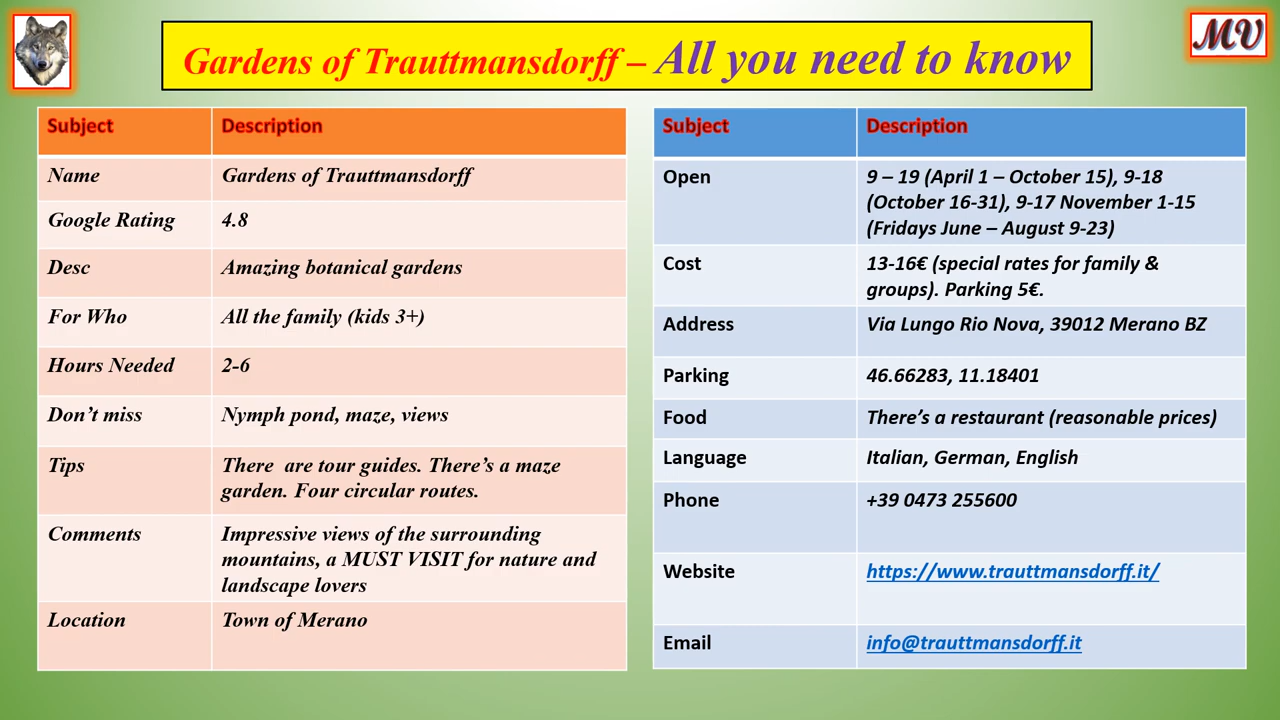 Gardens of Trauttmansdorff – All you need to know
MV
Subject Description
Name Gardens of Trauttmansdorff
Google Rating 4.8
Desc Amazing botanical gardens
For Who All the family (kids 3+)
Hours Needed 2-6
Don’t miss Nymph pond, maze, views
Tips There are tour guides. There’s a maze
garden. Four circular routes.
Comments Impressive views of the surrounding
mountains, a MUST VISIT for nature and
landscape lovers
Location Town of Merano
Subject Description
Open 9 – 19 (April 1 – October 15), 9-18
(October 16-31), 9-17 November 1-15
(Fridays June – August 9-23)
Cost 13-16€ (special rates for family &
groups). Parking 5€.
Address Via Lungo Rio Nova, 39012 Merano BZ
Parking 46.66283, 11.18401
Food There’s a restaurant (reasonable prices)
Language Italian, German, English
Phone +39 0473 255600
Website https://www.trauttmansdorff.it/
Email info@trauttmansdorff.it